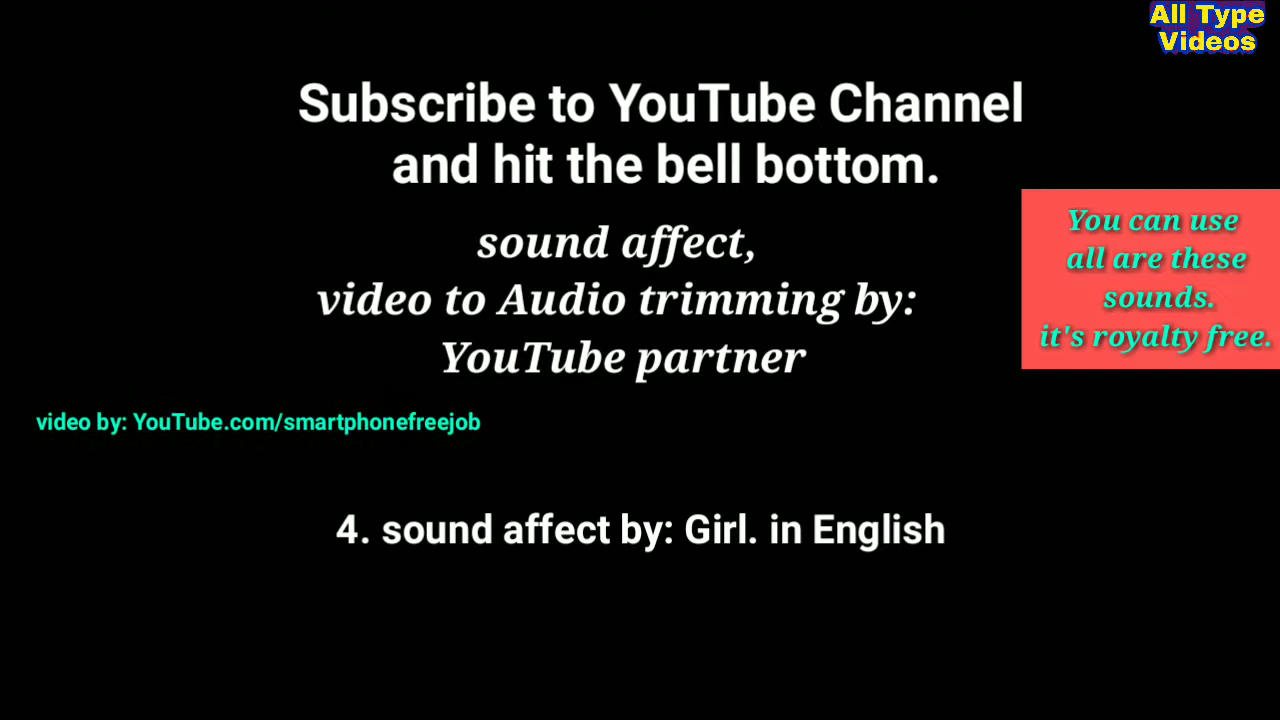 All Type
Videos
Subscribe to YouTube Channel
and hit the bell bottom.
sound affect,
video to Audio trimming by:
YouTube partner
You can use
all are these
sounds.
it's royalty free.
video by: YouTube.com/smartphonefreejob
4. sound affect by: Girl. in English